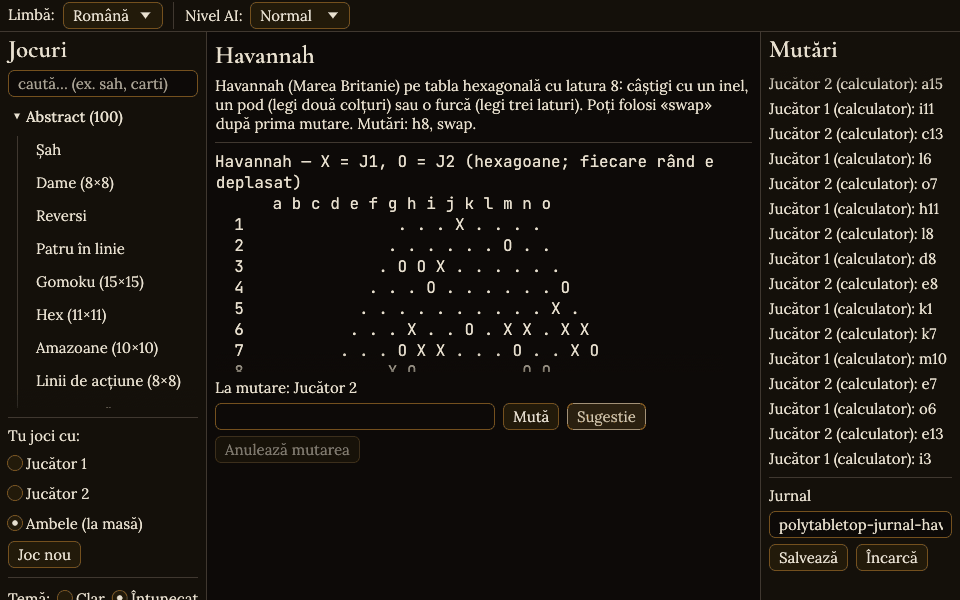 Limbă:
Română
Nivel AI:
Normal
Jocuri
caută... (ex. sah, carti)
Abstract (100)
Șah
Dame (8×8)
Reversi
Patru în linie
Gomoku (15×15)
Hex (11×11)
Amazoane (10×10)
Linii de acțiune (8×8)
Tu joci cu:
Jucător 1
Jucător 2
Ambele (la masă)
Joc nou
Temă: Clar Întunecat
Havannah
Havannah (Marea Britanie) pe tabla hexagonală cu latura 8: câștigi cu un inel,
un pod (legi două colțuri) sau o furcă (legi trei laturi). Poți folosi «swap»
după prima mutare. Mutări: h8, swap.
Havannah — X = J1, O = J2 (hexagoane; fiecare rând e
deplasat)
a b c d e f g h i j k l m n o
1 . . . X . . . .
2 . . . . . . O . .
3 . O O X . . . . . .
4 . . . O . . . . . . O
5 . . . . . . . . . . X .
6 . . . X . . O . X X . X X
7 . . . O X X . . . O . . X O
8 X O O O
La mutare: Jucător 2
Mută
Sugestie
Anulează mutarea
Mutări
Jucător 2 (calculator): a15
Jucător 1 (calculator): i11
Jucător 2 (calculator): c13
Jucător 1 (calculator): l6
Jucător 2 (calculator): o7
Jucător 1 (calculator): h11
Jucător 2 (calculator): l8
Jucător 1 (calculator): d8
Jucător 2 (calculator): e8
Jucător 1 (calculator): k1
Jucător 2 (calculator): k7
Jucător 1 (calculator): m10
Jucător 2 (calculator): e7
Jucător 1 (calculator): o6
Jucător 2 (calculator): e13
Jucător 1 (calculator): i3
Jurnal
polytabletop-jurnal-hav
Salvează
Încarcă